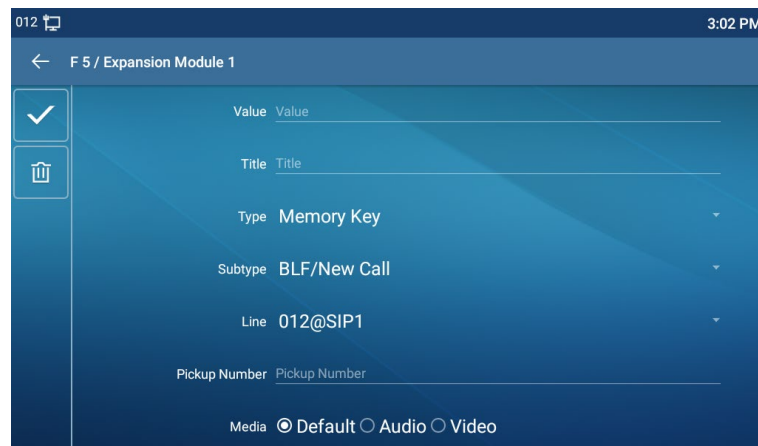 012 3:02 PM
F 5 / Expansion Module 1
Value Value
Title Title
Type Memory Key
Subtype BLF/New Call
Line 012@SIP1
Pickup Number Pickup Number
Media Default Audio Video